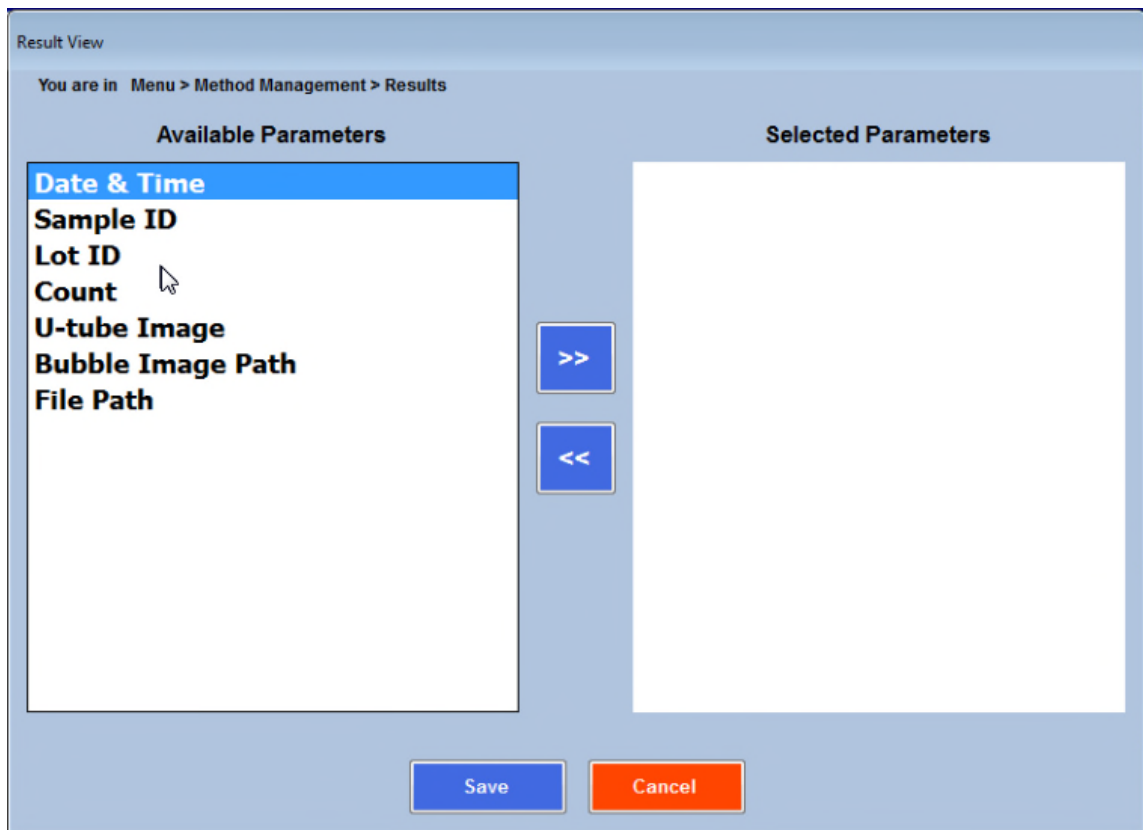 Result View
You are in Menu > Method Management > Results
Available Parameters
Selected Parameters
Date & Time
Sample ID
Lot ID
Count
U-tube Image
Bubble Image Path
File Path
>>
<<
Save
Cancel